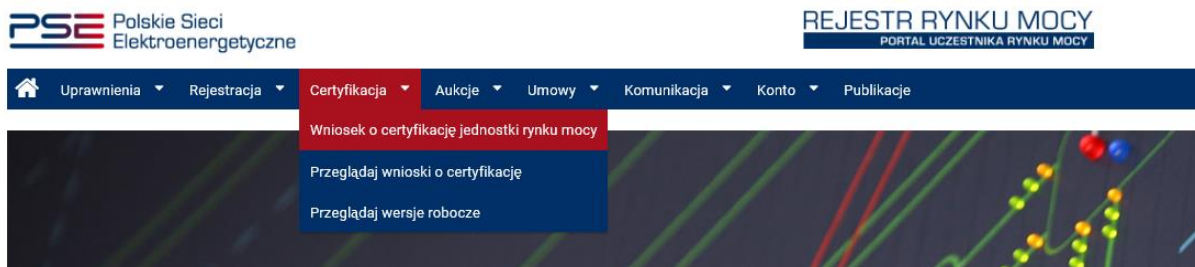 PSE Polskie Sieci
Elektroenergetyczne
REJESTR RYNKU MOCY
PORTAL UCZESTNIKA RYNKU MOCY
Uprawnienia Rejestracja Certyfikacja Aukcje Umowy Komunikacja Konto Publikacje
Wniosek o certyfikację jednostki rynku mocy
Przeglądaj wnioski o certyfikację
Przeglądaj wersje robocze